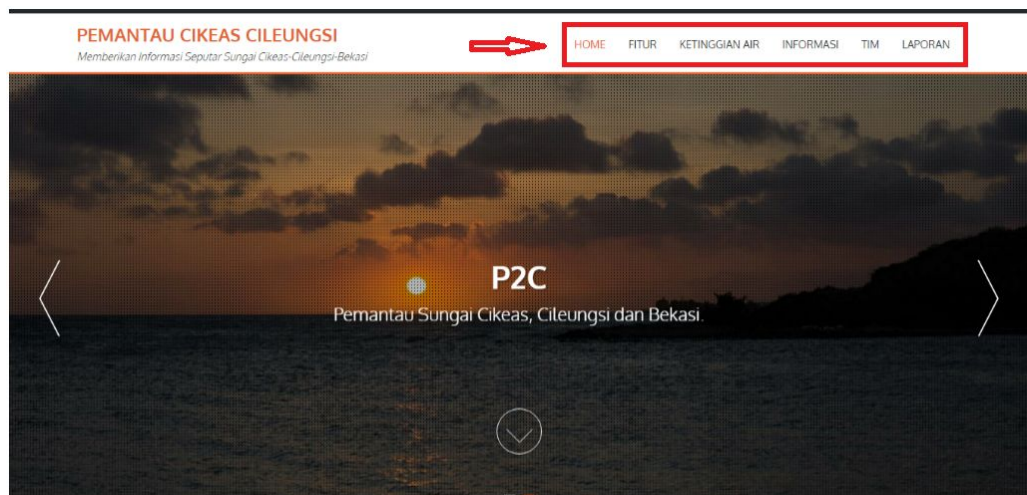 PEMANTAU CIKEAS CILEUNGSI
Memberikan Informasi Seputar Sungai Cikeas-Cileungsi-Bekasi
HOME FITUR KETINGGIAN AIR INFORMASI TIM LAPORAN
P2C
Pemantau Sungai Cikeas, Cileungsi dan Bekasi.